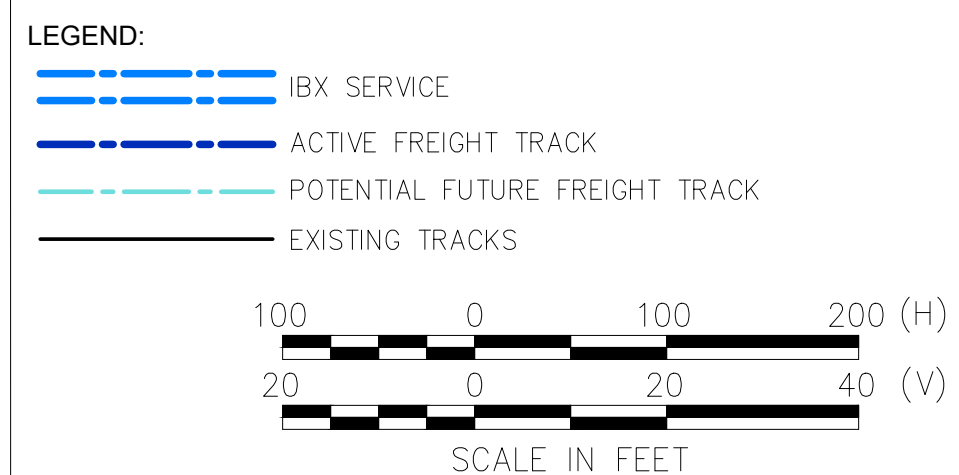 LEGEND:
IBX SERVICE
ACTIVE FREIGHT TRACK
POTENTIAL FUTURE FREIGHT TRACK
EXISTING TRACKS
100 0 100 200 (H)
20 0 20 40 (V)
SCALE IN FEET